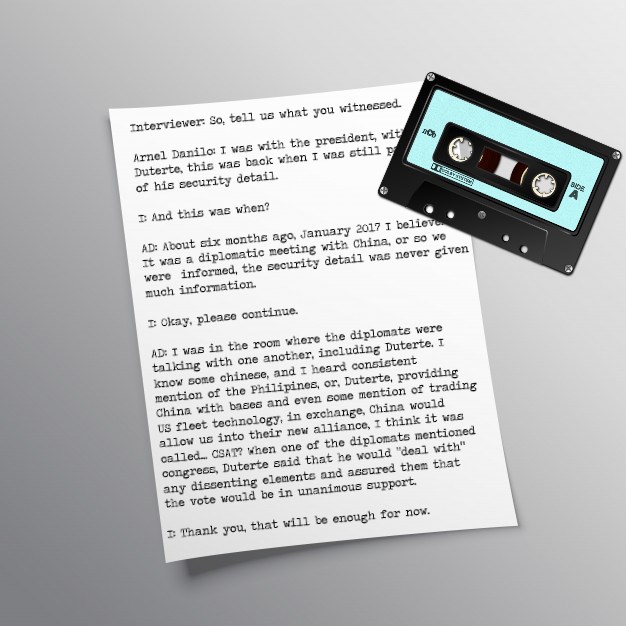 Interviewer: So, tell us what you witnessed.
Arnel Danilo: I was with the president, with
Duterte, this was back when I was still
of his security detail.
I: And this was when?
AD: About six months ago, January 2017 I believe.
It was a diplomatic meeting with China, or so we
were informed, the security detail was never given
much information.
I: Okay, please continue.
AD: I was in the room where the diplomats were
talking with one another, including Duterte. I
know some chinese, and I heard consistent
mention of the Philipines, or, Duterte, providing
China with bases and even some mention of trading
US fleet technology, in exchange, China would
allow us into their new alliance, I think it was
called... CSAT? When one of the diplomats mentioned
congress, Duterte said that he would "deal with"
any dissenting elements and assured them that
the vote would be in unanimous support.
I: Thank you, that will be enough for now.
DOLBY SYSTEM
SIDE
A